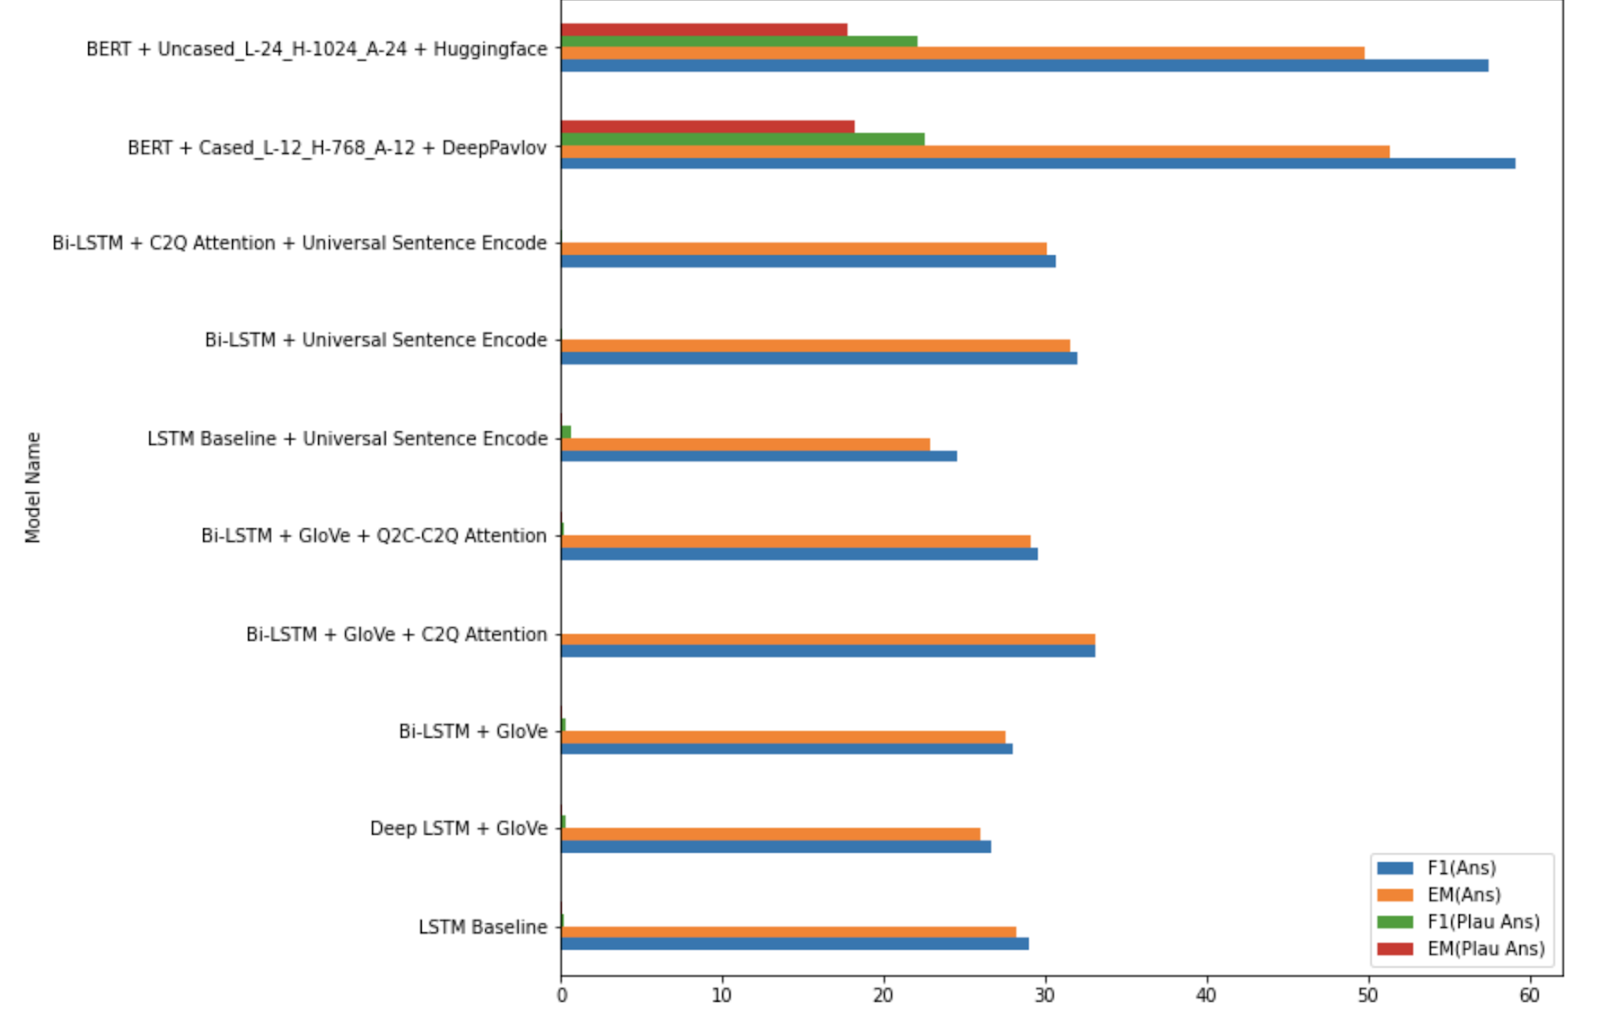 BERT + Uncased_L-24_H-1024_A-24 + Huggingface
BERT + Cased_L-12_H-768_A-12 + DeepPavlov
Bi-LSTM + C2Q Attention + Universal Sentence Encode
Bi-LSTM + Universal Sentence Encode
LSTM Baseline + Universal Sentence Encode
Bi-LSTM + GloVe + Q2C-C2Q Attention
Bi-LSTM + GloVe + C2Q Attention
Bi-LSTM + GloVe
Deep LSTM + GloVe
LSTM Baseline
Model Name
F1(Ans)
EM(Ans)
F1(Plau Ans)
EM(Plau Ans)
0 10 20 30 40 50 60